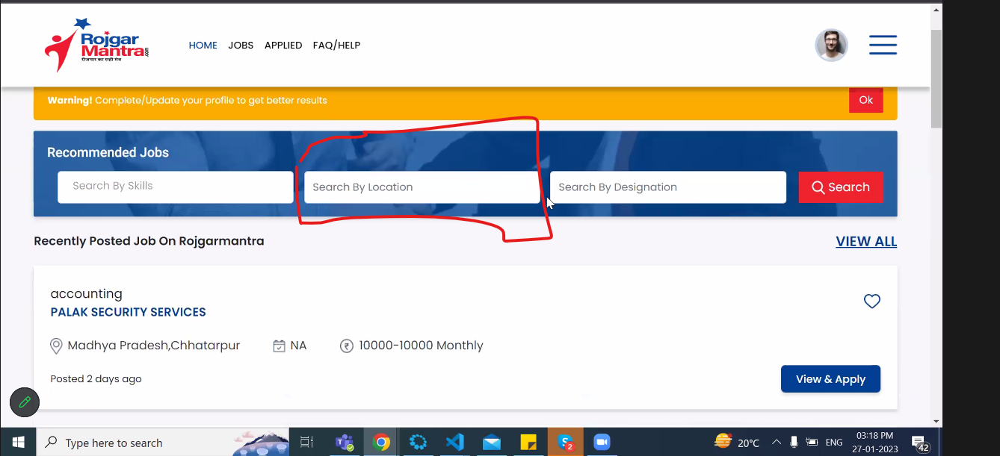 Rojgar
Mantra.com
रोजगार का सही मंत्र
HOME JOBS APPLIED FAQ/HELP
Warning! Complete/Update your profile to get better results
Ok
Recommended Jobs
Search By Skills
Search By Location
Search By Designation
Search
Recently Posted Job On Rojgarmantra
VIEW ALL
accounting
PALAK SECURITY SERVICES
Madhya Pradesh,Chhatarpur
NA
10000-10000 Monthly
Posted 2 days ago
View & Apply
Type here to search
2
20°C
ENG
03:18 PM
27-01-2023
42